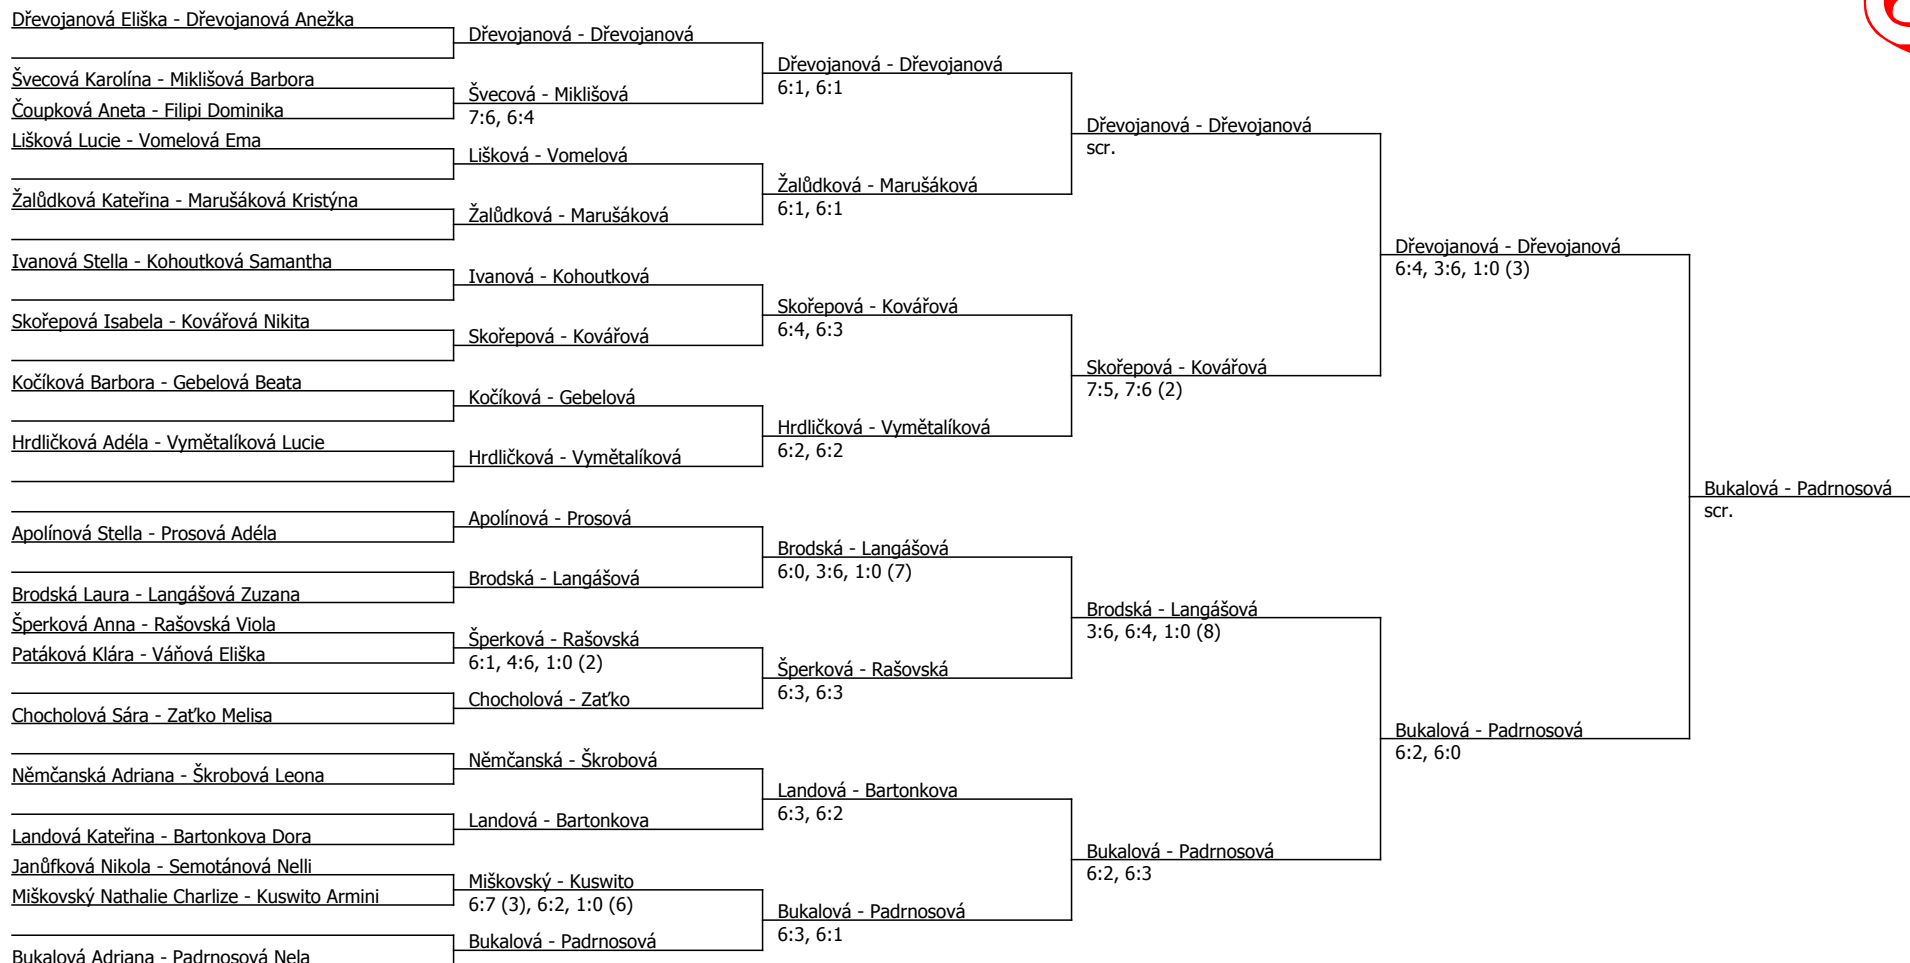 Dřevojanová Eliška - Dřevojanová Anežka
Švecová Karolína - Miklišová Barbora
Čoupková Aneta - Filipi Dominika
Lišková Lucie - Vomelová Ema
Žalůdková Kateřina - Marušáková Kristýna
Ivanová Stella - Kohoutková Samantha
Skořepová Isabela - Kovářová Nikita
Kočíková Barbora - Gebelová Beata
Hrdličková Adéla - Vymětalíková Lucie
Apolínová Stella - Prosová Adéla
Brodská Laura - Langášová Zuzana
Šperková Anna - Rašovská Viola
Patáková Klára - Váňová Eliška
Chocholová Sára - Zaťko Melisa
Němčanská Adriana - Škrobová Leona
Landová Kateřina - Bartonkova Dora
Janůfková Nikola - Semotánová Nelli
Miškovský Nathalie Charlize - Kuswito Armini
Bukalová Adriana - Padrnosová Nela
Dřevojanová - Dřevojanová
Švecová - Miklišová
7:6, 6:4
Lišková - Vomelová
Žalůdková - Marušáková
Ivanová - Kohoutková
Skořepová - Kovářová
Kočíková - Gebelová
Hrdličková - Vymětalíková
Apolínová - Prosová
Brodská - Langášová
Šperková - Rašovská
6:1, 4:6, 1:0 (2)
Chocholová - Zaťko
Němčanská - Škrobová
Landová - Bartonkova
Miškovský - Kuswito
6:7 (3), 6:2, 1:0 (6)
Bukalová - Padrnosová
Dřevojanová - Dřevojanová
6:1, 6:1
Žalůdková - Marušáková
6:1, 6:1
Skořepová - Kovářová
6:4, 6:3
Hrdličková - Vymětalíková
6:2, 6:2
Brodská - Langášová
6:0, 3:6, 1:0 (7)
Šperková - Rašovská
6:3, 6:3
Landová - Bartonkova
6:3, 6:2
Bukalová - Padrnosová
6:3, 6:1
Dřevojanová - Dřevojanová
scr.
Skořepová - Kovářová
7:5, 7:6 (2)
Brodská - Langášová
3:6, 6:4, 1:0 (8)
Bukalová - Padrnosová
6:2, 6:3
Dřevojanová - Dřevojanová
6:4, 3:6, 1:0 (3)
Bukalová - Padrnosová
6:2, 6:0
Bukalová - Padrnosová
scr.